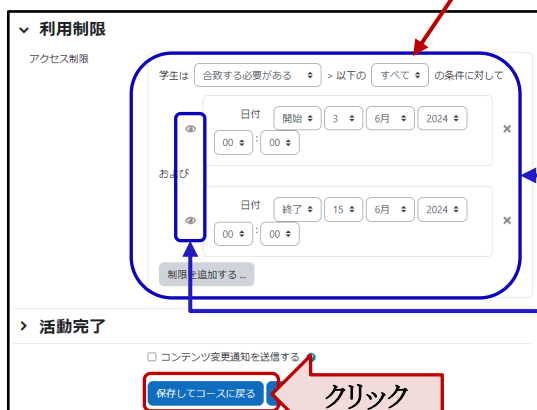 利用制限
アクセス制限
学生は 合致する必要がある > 以下の すべて の条件に対して
日付 開始 3 6月 2024
00 : 00
および
日付 終了 15 6月 2024
00 : 00
制限を追加する ...
活動完了
コンテンツ変更通知を送信する
保存してコースに戻る
クリック